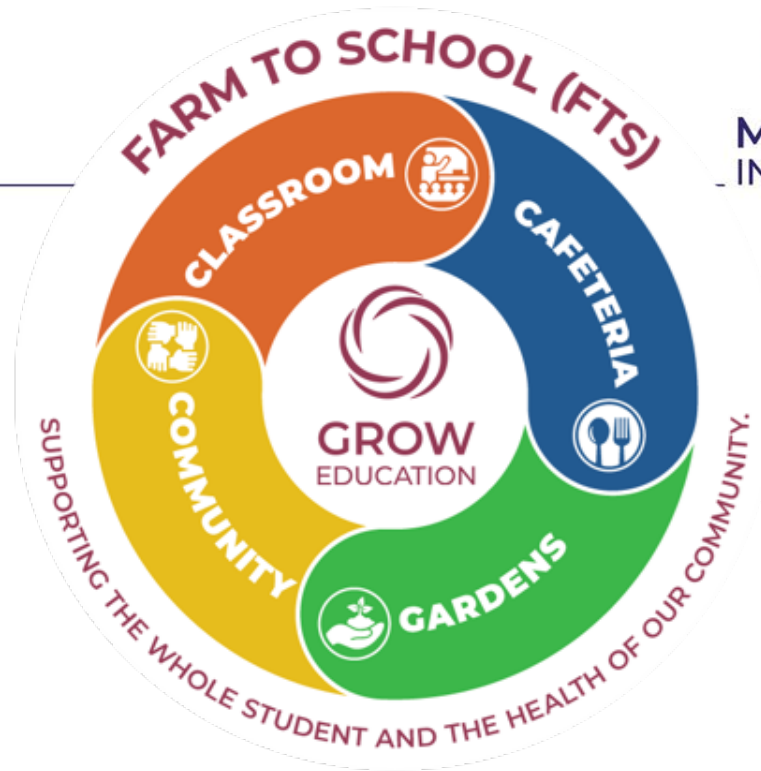 FARM TO SCHOOL (FTS)
CLASSROOM
CAFETERIA
COMMUNITY
GARDENS
GROW
EDUCATION
SUPPORTING THE WHOLE STUDENT AND THE HEALTH OF OUR COMMUNITY.